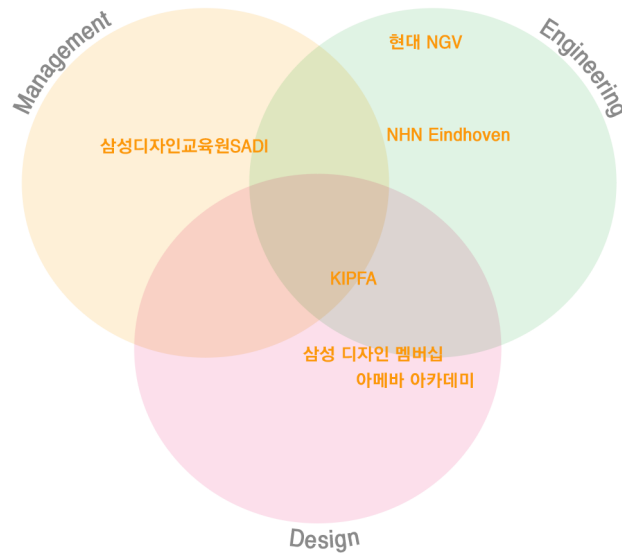 Management
Engineering
현대 NGV
NHN Eindhoven
삼성디자인교육원SADI
KIPFA
삼성 디자인 멤버십
아메바 아카데미
Design